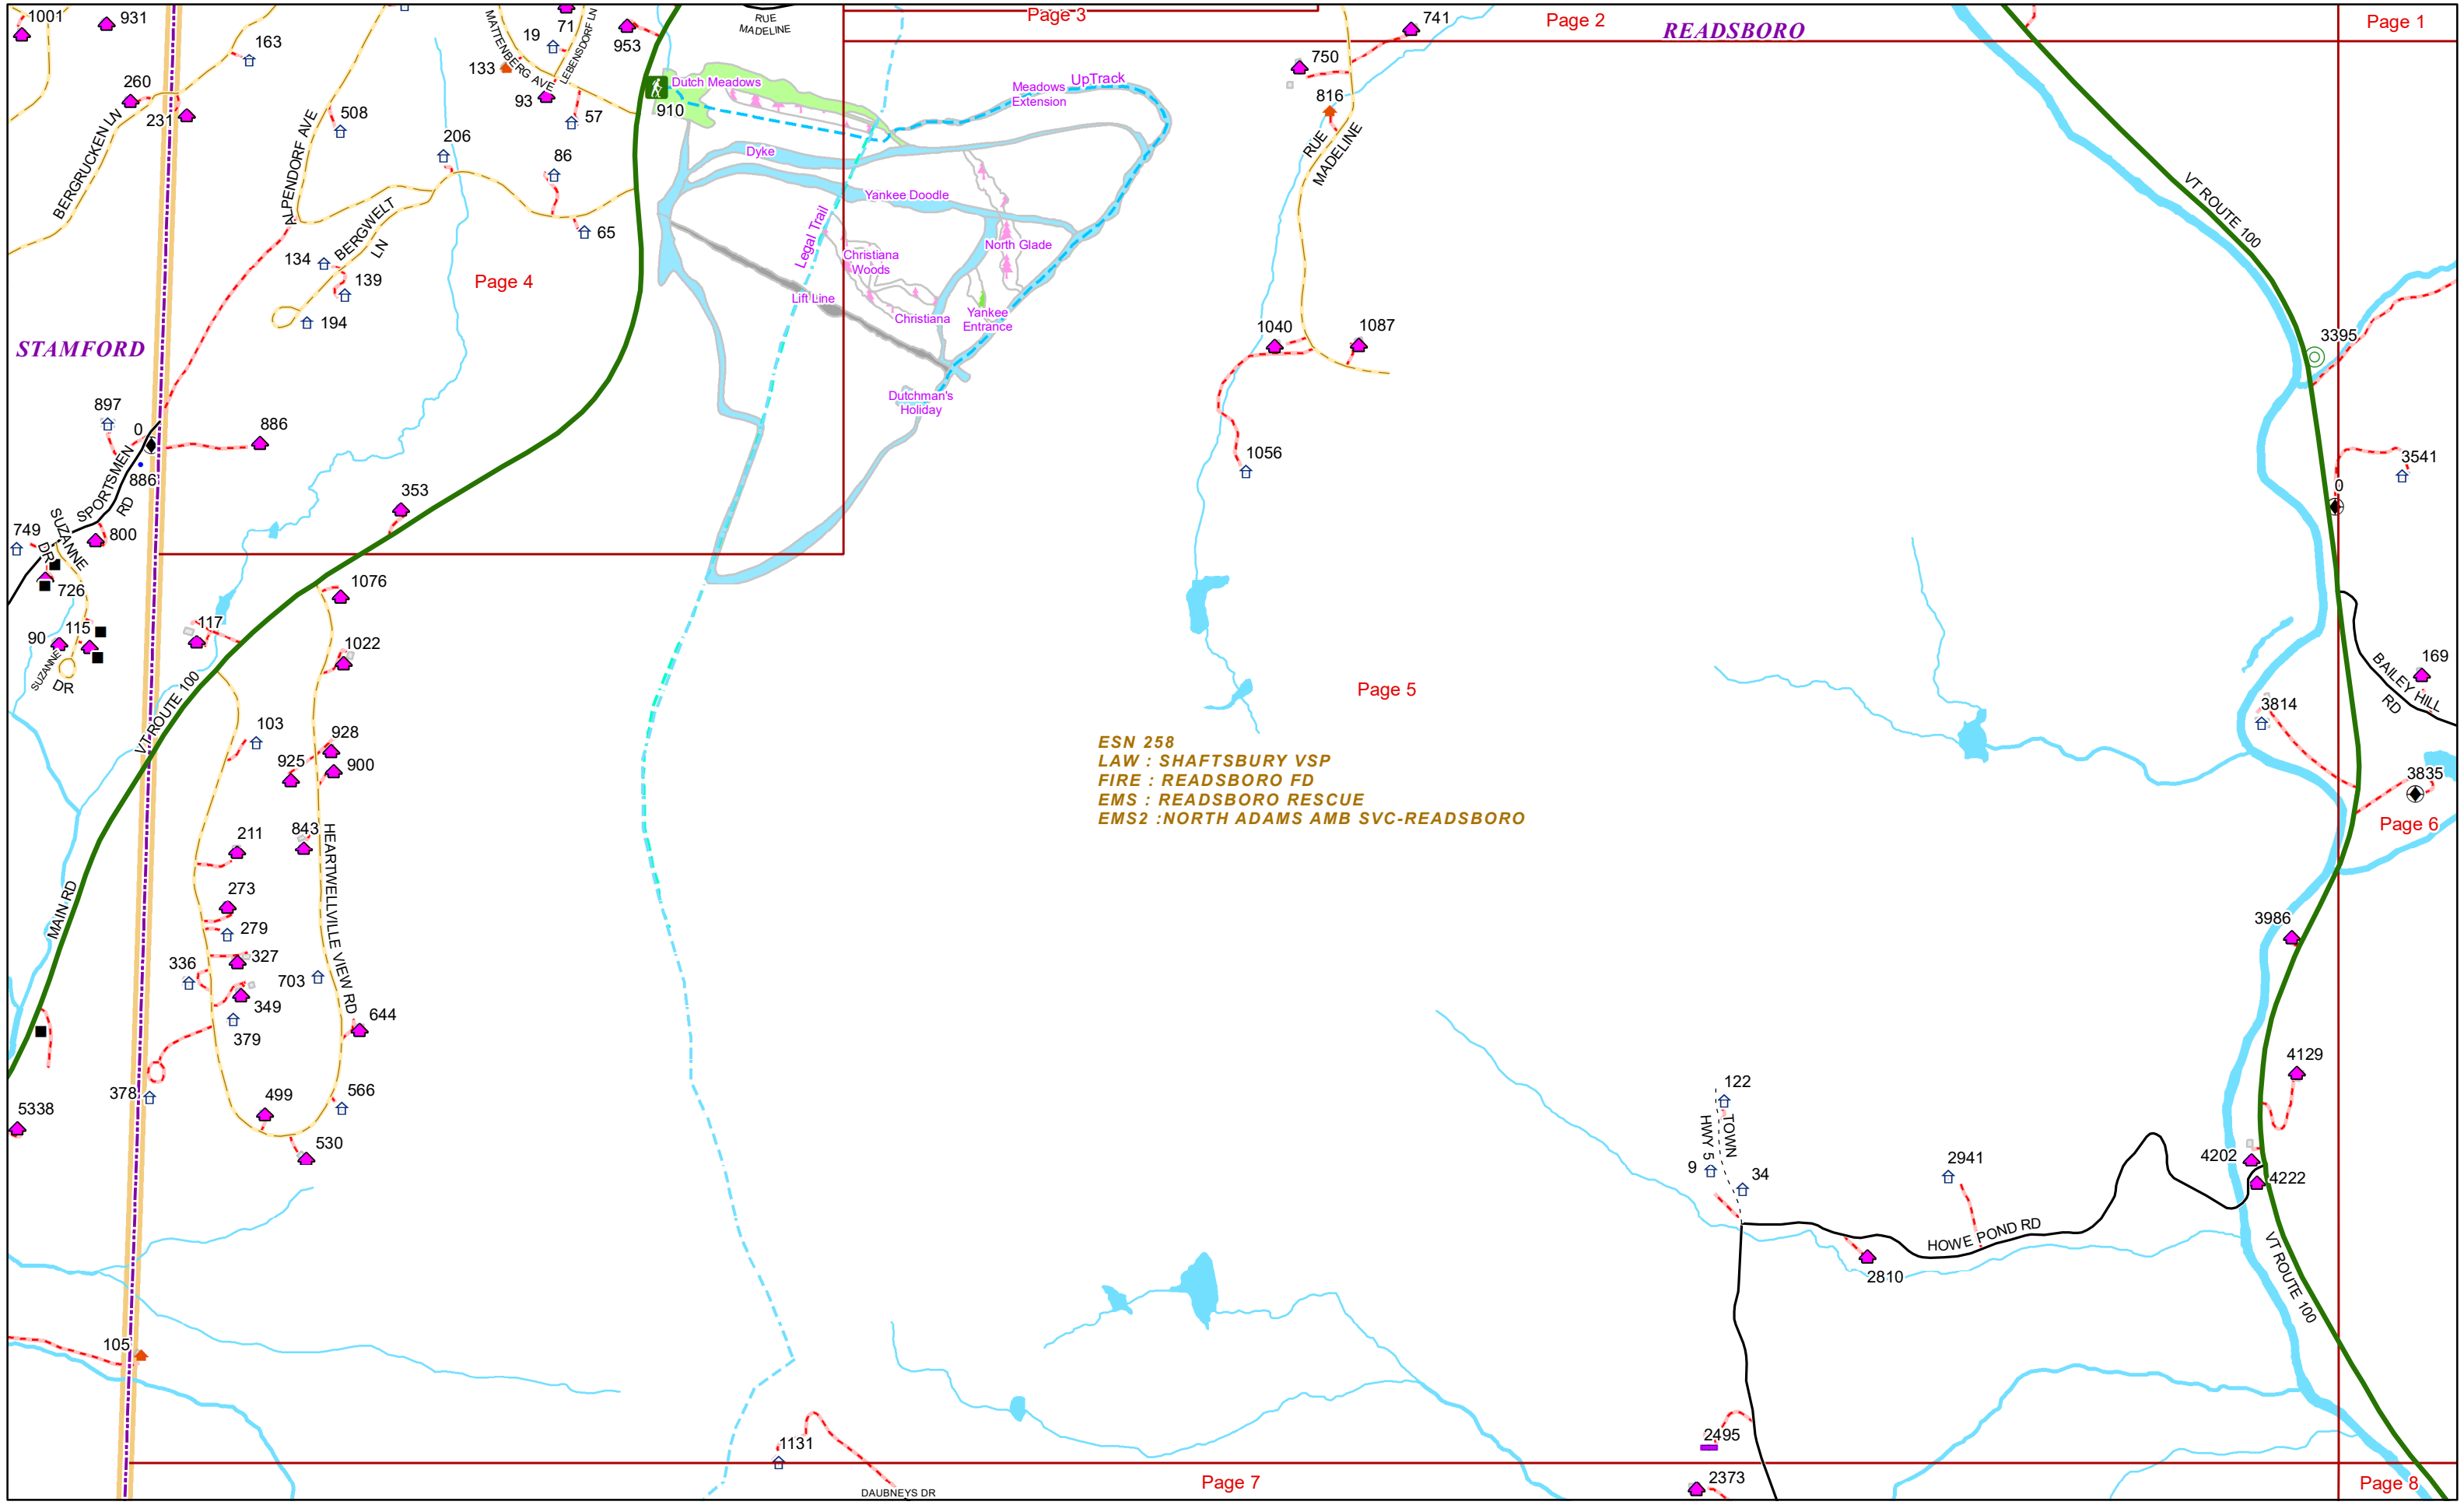 Page 3
Page 2
READSBORO
Page 1
1001
931
163
260
231
BERGRUCKEN LN
508
ALPENDORF AVE
206
19
71
MATTENBERG AVE
LEBENSDORF LN
133
93
57
953
RUE
MADELINE
910
Dutch Meadows
86
65
BERGWELT
LN
134
139
194
Page 4
Meadows
Extension
UpTrack
Dyke
Yankee Doodle
Legal Trail
North Glade
Christiana
Woods
Lift Line
Christiana
Yankee
Entrance
Dutchman's
Holiday
741
750
816
RUE
MADELINE
1040
1087
1056
VT ROUTE 100
3395
3541
0
STAMFORD
897
0
886
886
SPORTSMEN
RD
353
749
SUZANNE
DR
800
726
90
115
SUZANNE
DR
117
1076
1022
VT ROUTE 100
103
928
925
900
843
211
HEARTWELLVILLE VIEW RD
273
279
327
336
703
349
379
644
378
499
566
530
MAIN RD
5338
105
Page 5
ESN 258
LAW : SHAFTSBURY VSP
FIRE : READSBORO FD
EMS : READSBORO RESCUE
EMS2 :NORTH ADAMS AMB SVC-READSBORO
169
BAILEY HILL
RD
3814
3835
Page 6
3986
4129
4202
4222
122
TOWN
HWY 5
9
34
2941
HOWE POND RD
2810
VT ROUTE 100
2495
2373
1131
DAUBNEYS DR
Page 7
Page 8